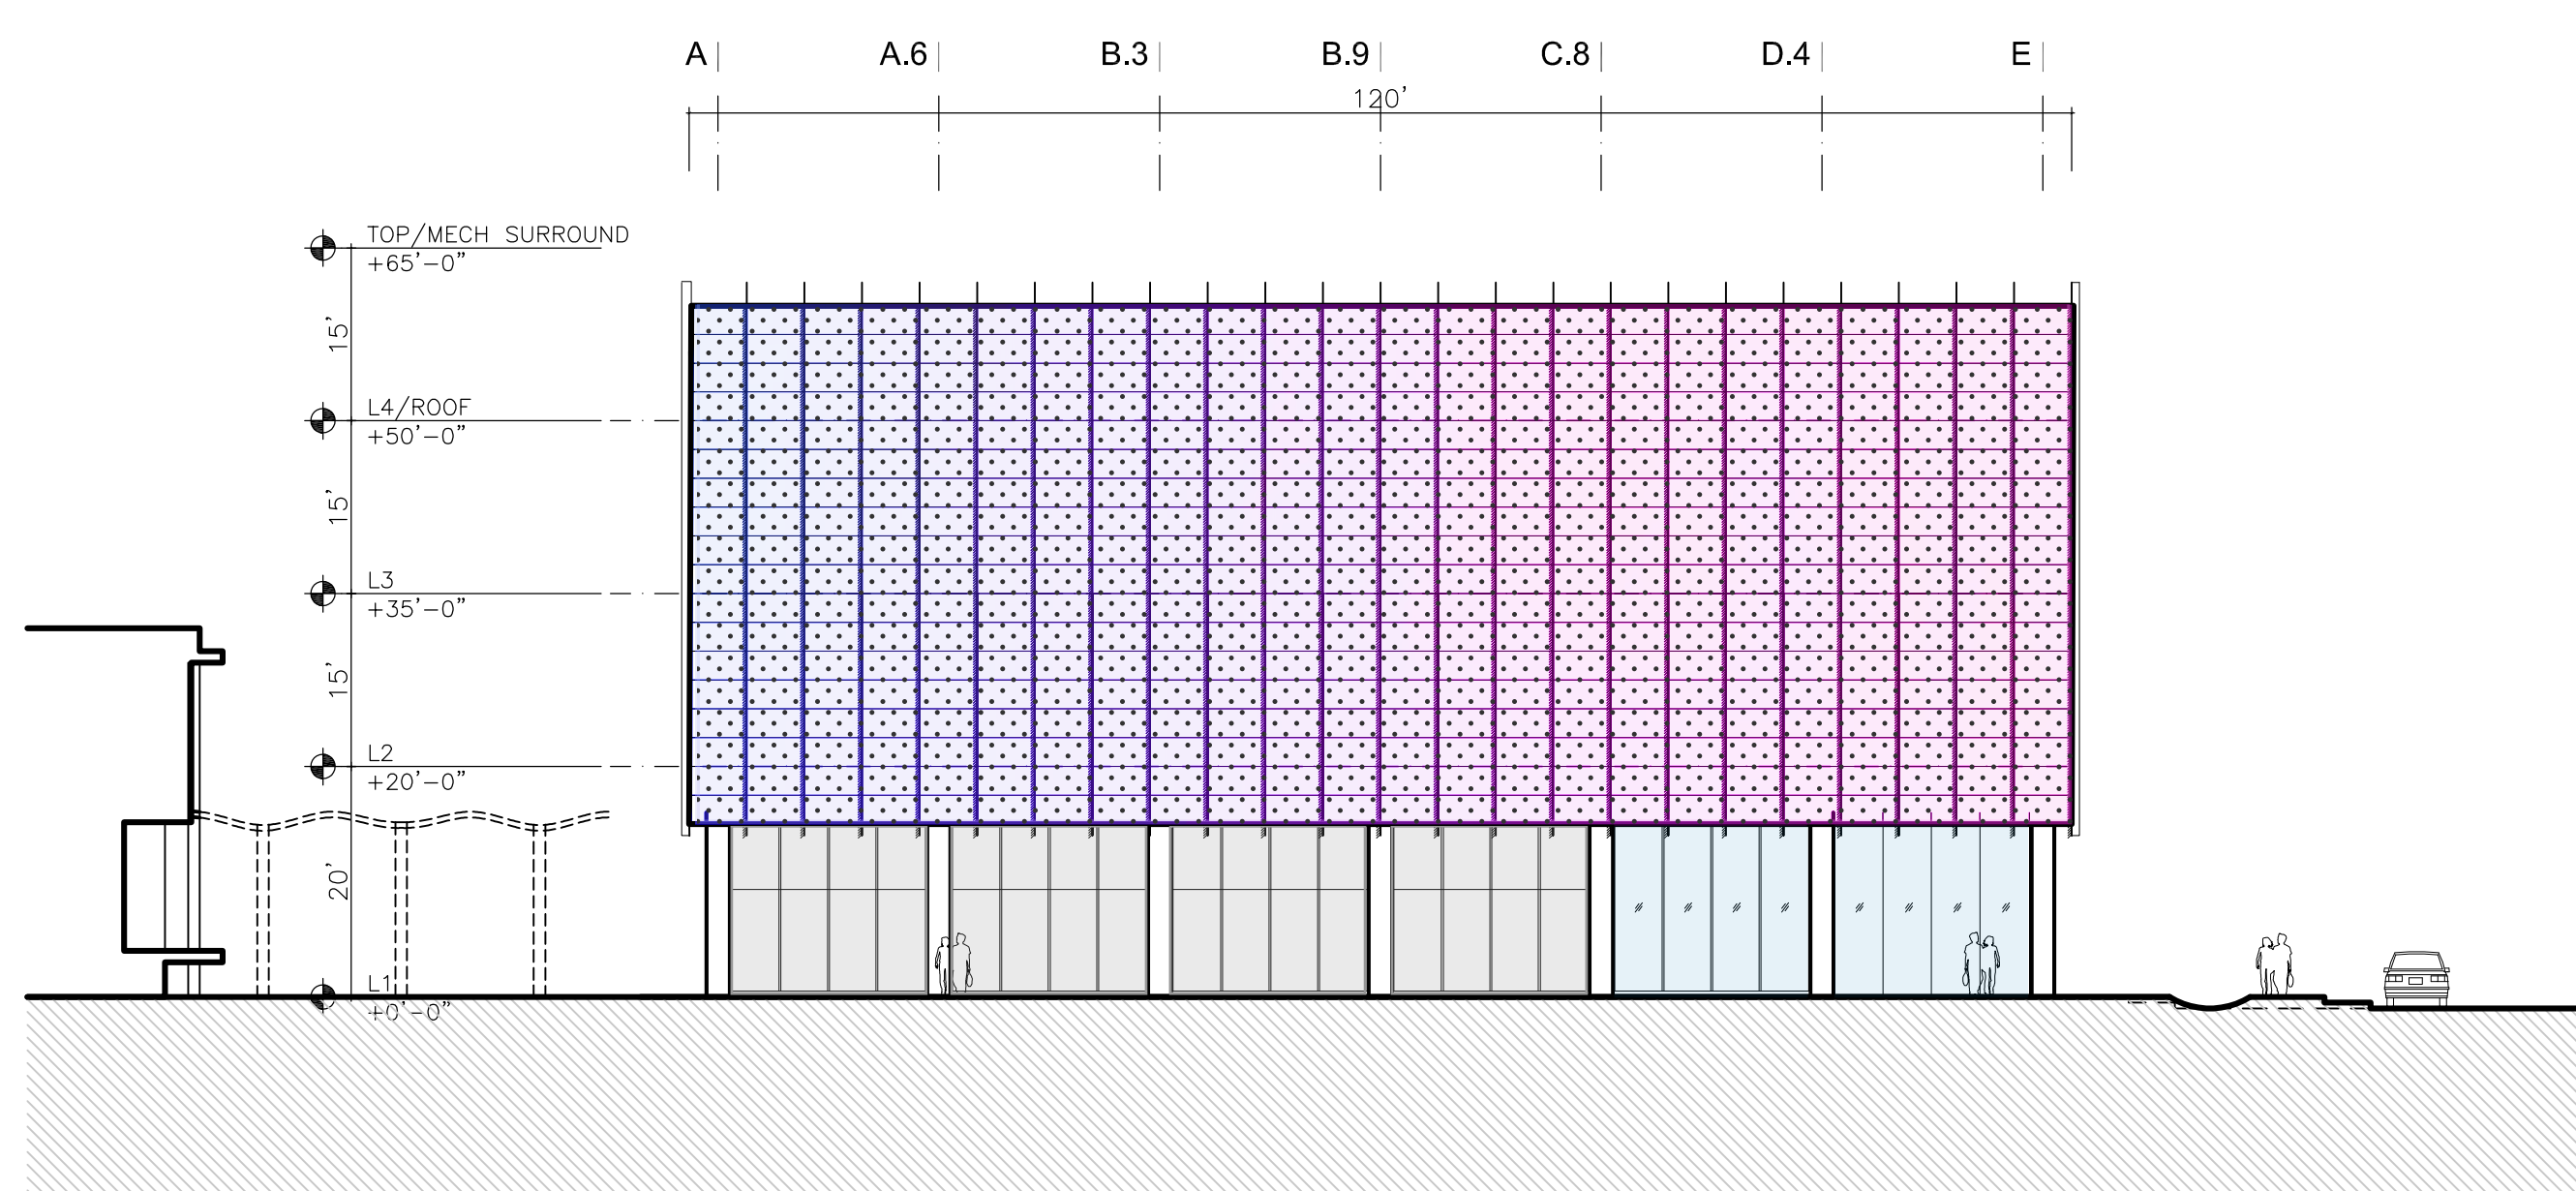 A A.6 B.3 B.9 C.8 D.4 E
120'
TOP/MECH SURROUND
+65'-0"
15'
L4/ROOF
+50'-0"
15'
L3
+35'-0"
15'
L2
+20'-0"
20'
L1
+0'-0"